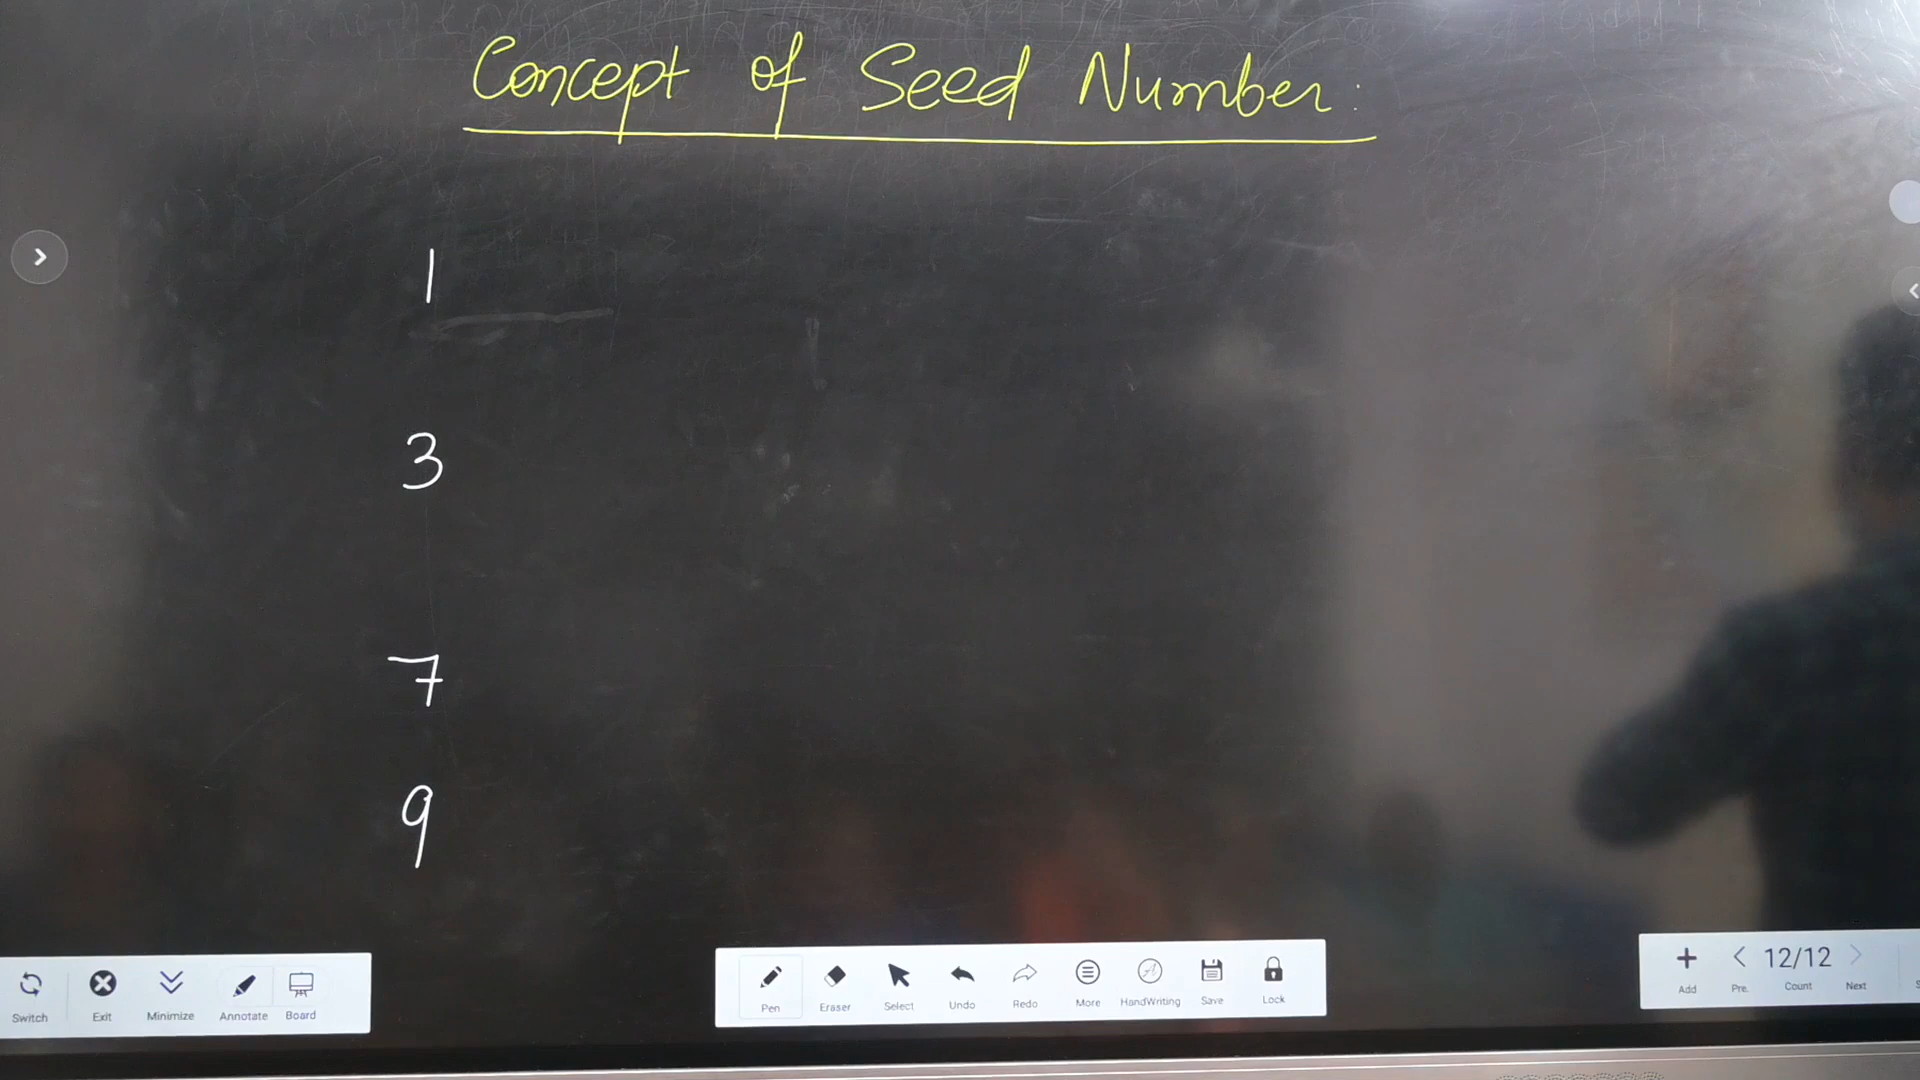 Concept of Seed Number:
1
3
7
9
Switch
Exit
Minimize
Annotate
Board
Pen
Eraser
Select
Undo
Redo
More
HandWriting
Save
Lock
Add
Pre.
12/12
Count
Next